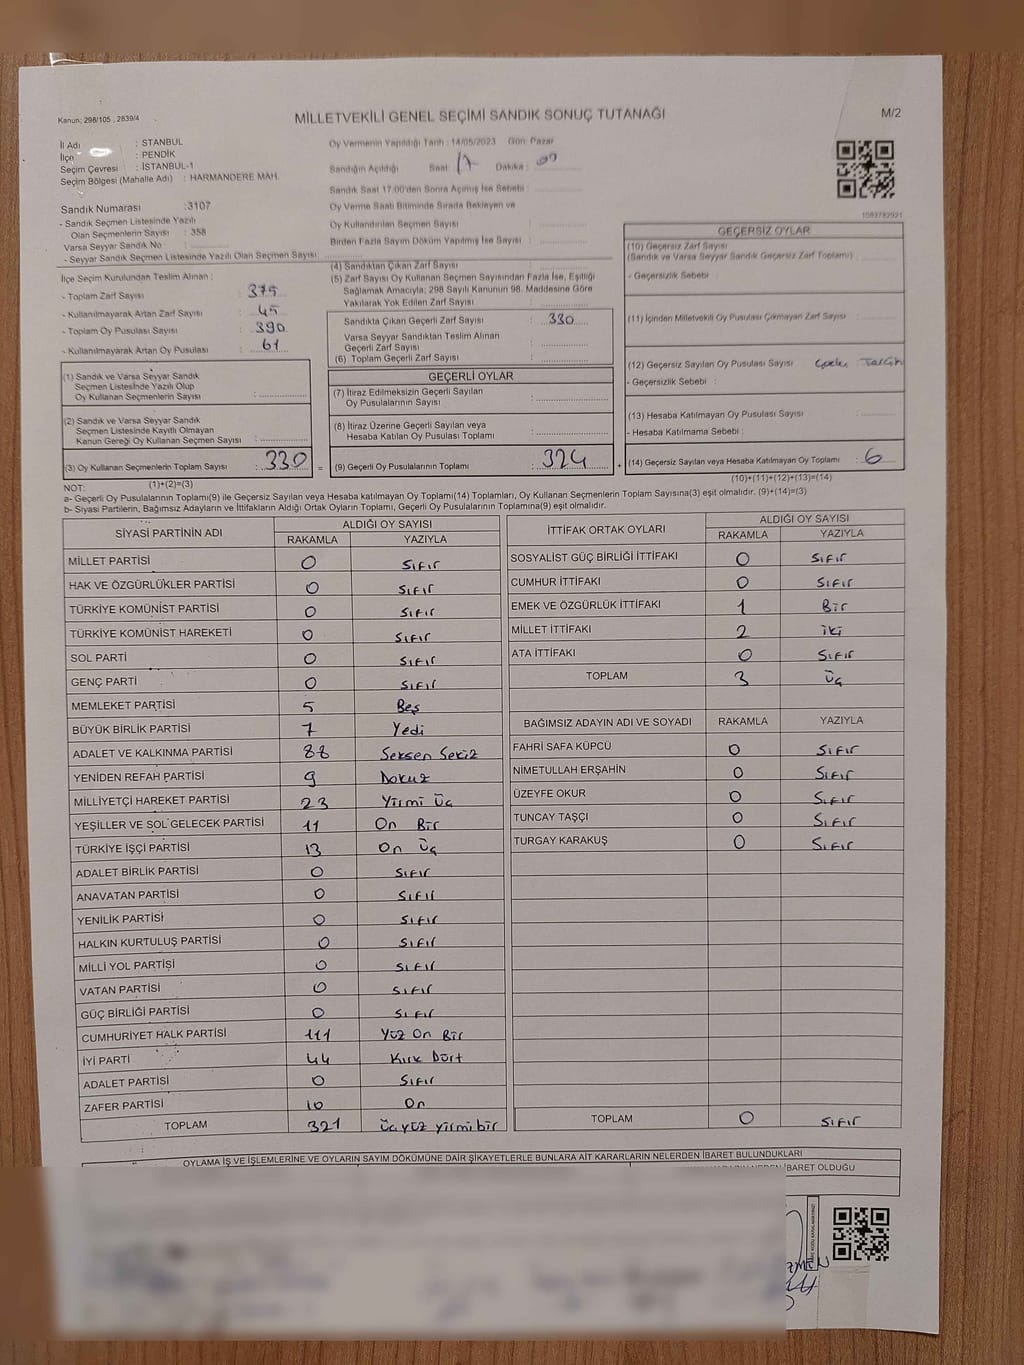 Kanun; 298/105 , 2839/4
MİLLETVEKİLİ GENEL SEÇİMİ SANDIK SONUÇ TUTANAĞI
M/2
İl Adı : STANBUL
İlçe : PENDİK
Seçim Çevresi : İSTANBUL-1
Seçim Bölgesi (Mahalle Adı) : HARMANDERE MAH.
Sandık Numarası :3107
- Sandık Seçmen Listesinde Yazılı
Olan Seçmenlerin Sayısı : 358
Varsa Seyyar Sandık No :
- Seyyar Sandık Seçmen Listesinde Yazılı Olan Seçmen Sayısı:
Oy Vermenin Yapıldığı Tarih : 14/05/2023 Gün: Pazar
Sandığın Açıldığı Saat: 17 Dakika : 00
Sandık Saat 17:00'den Sonra Açılmış İse Sebebi :
Oy Verme Saati Bitiminde Sırada Bekleyen ve
Oy Kullandırılan Seçmen Sayısı :
Birden Fazla Sayım Döküm Yapılmış İse Sayısı :
1583782921
İlçe Seçim Kurulundan Teslim Alınan :
- Toplam Zarf Sayısı : 375
- Kullanılmayarak Artan Zarf Sayısı : 45
- Toplam Oy Pusulası Sayısı : 390
- Kullanılmayarak Artan Oy Pusulası : 61
(4) Sandıktan Çıkan Zarf Sayısı :
(5) Zarf Sayısı Oy Kullanan Seçmen Sayısından Fazla İse, Eşitliği
Sağlamak Amacıyla; 298 Sayılı Kanunun 98. Maddesine Göre
Yakılarak Yok Edilen Zarf Sayısı :
Sandıkta Çıkan Geçerli Zarf Sayısı : 330
Varsa Seyyar Sandıktan Teslim Alınan
Geçerli Zarf Sayısı :
(6) Toplam Geçerli Zarf Sayısı :
GEÇERSİZ OYLAR
(10) Geçersiz Zarf Sayısı
(Sandık ve Varsa Seyyar Sandık Geçersiz Zarf Toplamı) :
- Geçersizlik Sebebi :
(11) İçinden Milletvekili Oy Pusulası Çıkmayan Zarf Sayısı :
(12) Geçersiz Sayılan Oy Pusulası Sayısı :
- Geçersizlik Sebebi :
(13) Hesaba Katılmayan Oy Pusulası Sayısı :
- Hesaba Katılmama Sebebi :
(14) Geçersiz Sayılan veya Hesaba Katılmayan Oy Toplamı : 6
(10)+(11)+(12)+(13)=(14)
(1) Sandık ve Varsa Seyyar Sandık
Seçmen Listesinde Yazılı Olup
Oy Kullanan Seçmenlerin Sayısı :
(2) Sandık ve Varsa Seyyar Sandık
Seçmen Listesinde Kayıtlı Olmayan
Kanun Gereği Oy Kullanan Seçmen Sayısı :
(3) Oy Kullanan Seçmenlerin Toplam Sayısı : 330 =
(1)+(2)=(3)
GEÇERLİ OYLAR
(7) İtiraz Edilmeksizin Geçerli Sayılan
Oy Pusulalarının Sayısı :
(8) İtiraz Üzerine Geçerli Sayılan veya
Hesaba Katılan Oy Pusulası Toplamı :
(9) Geçerli Oy Pusulalarının Toplamı : 324 +
NOT:
a- Geçerli Oy Pusulalarının Toplamı(9) ile Geçersiz Sayılan veya Hesaba Katılmayan Oy Toplamı(14) Toplamları, Oy Kullanan Seçmenlerin Toplam Sayısına(3) eşit olmalıdır. (9)+(14)=(3)
b- Siyasi Partilerin, Bağımsız Adayların ve İttifakların Aldığı Ortak Oyların Toplamı, Geçerli Oy Pusulalarının Toplamına(9) eşit olmalıdır.
SİYASİ PARTİNİN ADI ALDIĞI OY SAYISI
RAKAMLA YAZIYLA
MİLLET PARTİSİ 0 Sıfır
HAK VE ÖZGÜRLÜKLER PARTİSİ 0 Sıfır
TÜRKİYE KOMÜNİST PARTİSİ 0 Sıfır
TÜRKİYE KOMÜNİST HAREKETİ 0 Sıfır
SOL PARTİ 0 Sıfır
GENÇ PARTİ 0 Sıfır
MEMLEKET PARTİSİ 5 Beş
BÜYÜK BİRLİK PARTİSİ 7 Yedi
ADALET VE KALKINMA PARTİSİ 88 Seksen Sekiz
YENİDEN REFAH PARTİSİ 9 Dokuz
MİLLİYETÇİ HAREKET PARTİSİ 23 Yirmi Üç
YEŞİLLER VE SOL GELECEK PARTİSİ 11 On Bir
TÜRKİYE İŞÇİ PARTİSİ 13 On Üç
ADALET BİRLİK PARTİSİ 0 Sıfır
ANAVATAN PARTİSİ 0 Sıfır
YENİLİK PARTİSİ 0 Sıfır
HALKIN KURTULUŞ PARTİSİ 0 Sıfır
MİLLİ YOL PARTİSİ 0 Sıfır
VATAN PARTİSİ 0 Sıfır
GÜÇ BİRLİĞİ PARTİSİ 0 Sıfır
CUMHURİYET HALK PARTİSİ 111 Yüz On Bir
İYİ PARTİ 44 Kırk Dört
ADALET PARTİSİ 0 Sıfır
ZAFER PARTİSİ 10 On
TOPLAM 321 Üçyüz yirmibir
İTTİFAK ORTAK OYLARI ALDIĞI OY SAYISI
RAKAMLA YAZIYLA
SOSYALİST GÜÇ BİRLİĞİ İTTİFAKI 0 Sıfır
CUMHUR İTTİFAKI 0 Sıfır
EMEK VE ÖZGÜRLÜK İTTİFAKI 1 Bir
MİLLET İTTİFAKI 2 İki
ATA İTTİFAKI 0 Sıfır
TOPLAM 3 Üç
BAĞIMSIZ ADAYIN ADI VE SOYADI RAKAMLA YAZIYLA
FAHRİ SAFA KÜPCÜ 0 Sıfır
NİMETULLAH ERŞAHİN 0 Sıfır
ÜZEYFE OKUR 0 Sıfır
TUNCAY TAŞÇI 0 Sıfır
TURGAY KARAKUŞ 0 Sıfır
TOPLAM 0 Sıfır
OYLAMA İŞ VE İŞLEMLERİNE VE OYLARIN SAYIM DÖKÜMÜNE DAİR ŞİKAYETLERLE BUNLARA AİT KARARLARIN NELERDEN İBARET BULUNDUKLARI
İBARET OLDUĞU